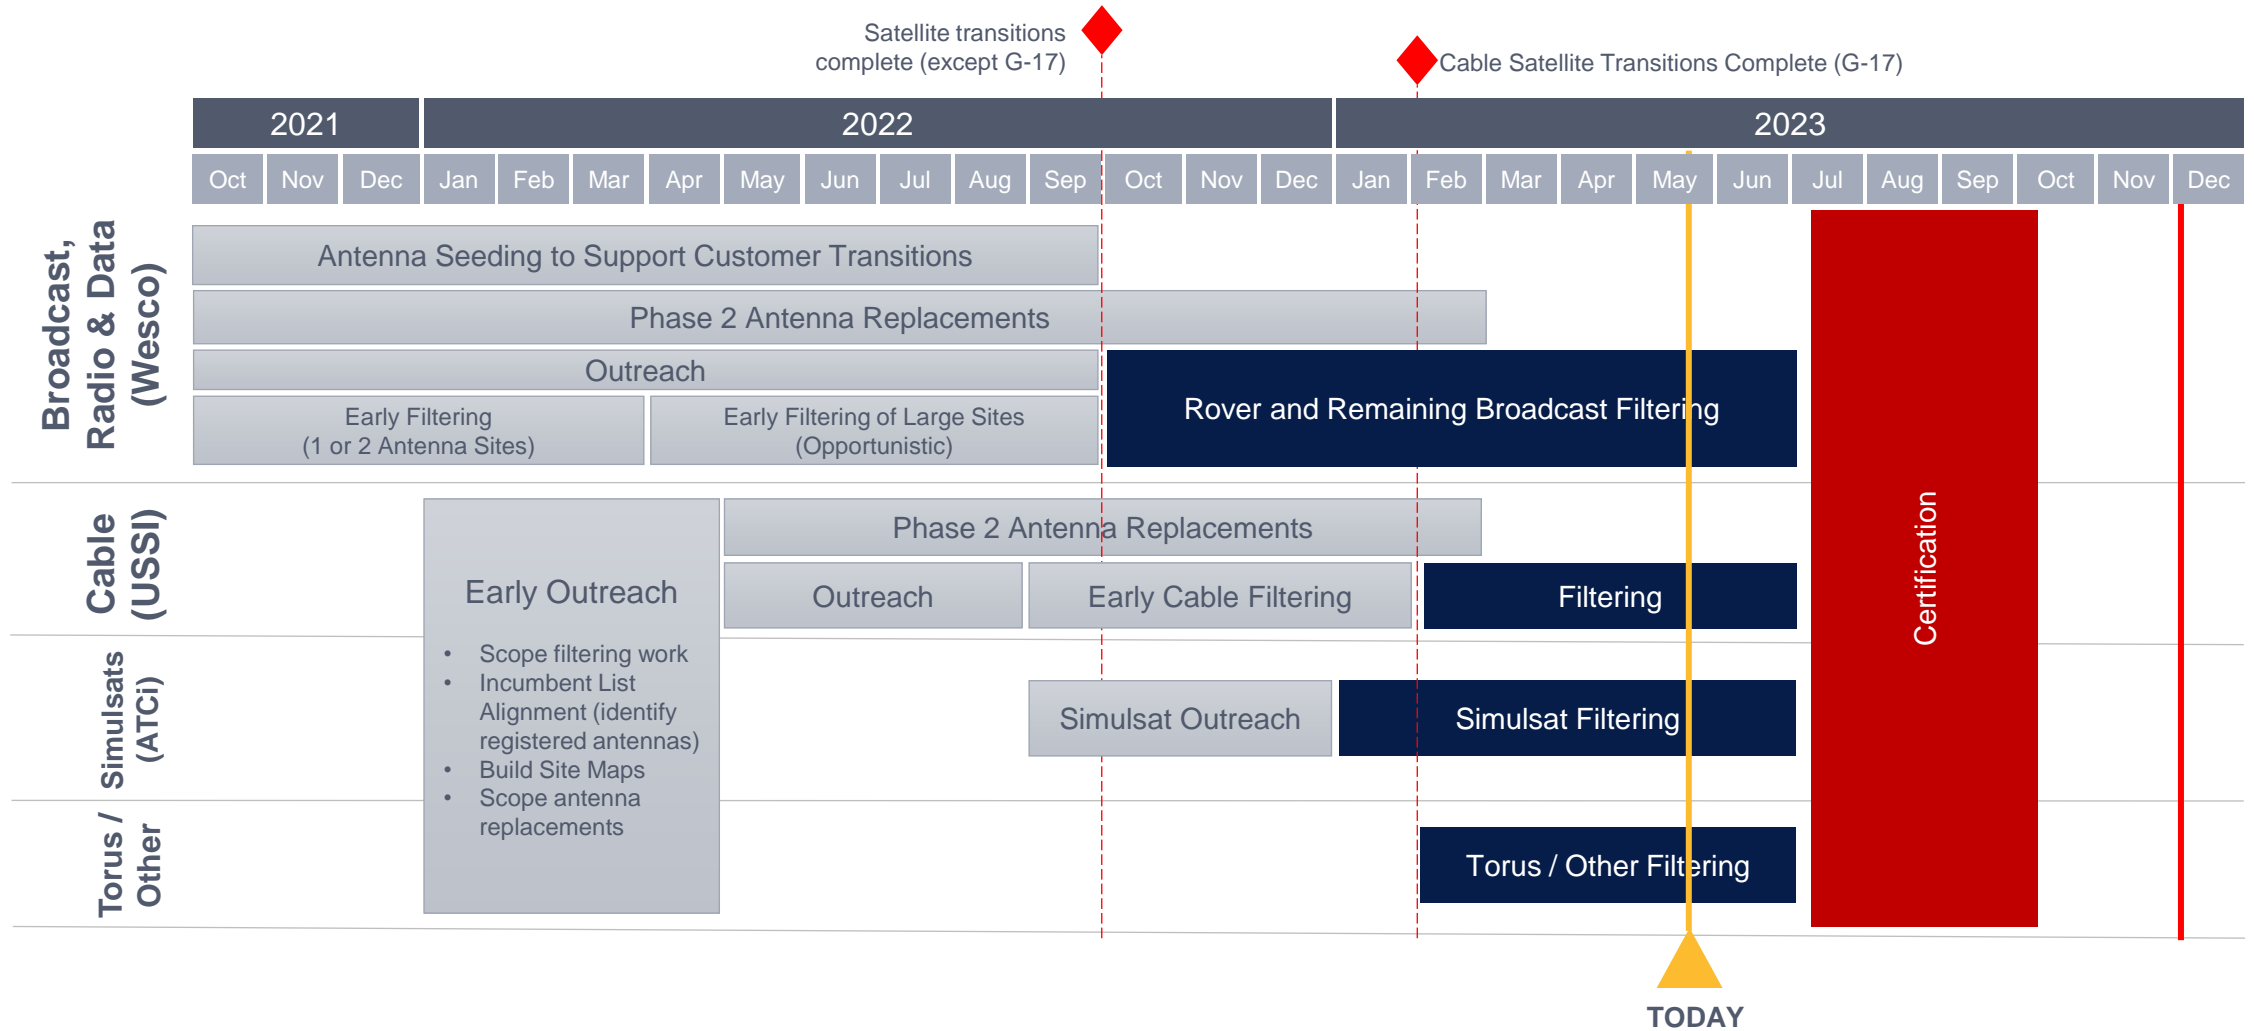 Satellite transitions
complete (except G-17)
Cable Satellite Transitions Complete (G-17)
2021 2022 2023
Oct Nov Dec Jan Feb Mar Apr May Jun Jul Aug Sep Oct Nov Dec Jan Feb Mar Apr May Jun Jul Aug Sep Oct Nov Dec
Broadcast,
Radio & Data
(Wesco)
Antenna Seeding to Support Customer Transitions
Phase 2 Antenna Replacements
Outreach
Early Filtering
(1 or 2 Antenna Sites)
Early Filtering of Large Sites
(Opportunistic)
Rover and Remaining Broadcast Filtering
Certification
Cable
(USSI)
Early Outreach
• Scope filtering work
• Incumbent List
Alignment (identify
registered antennas)
• Build Site Maps
• Scope antenna
replacements
Phase 2 Antenna Replacements
Outreach
Early Cable Filtering
Filtering
Simulsats
(ATCi)
Simulsat Outreach
Simulsat Filtering
Torus /
Other
Torus / Other Filtering
TODAY